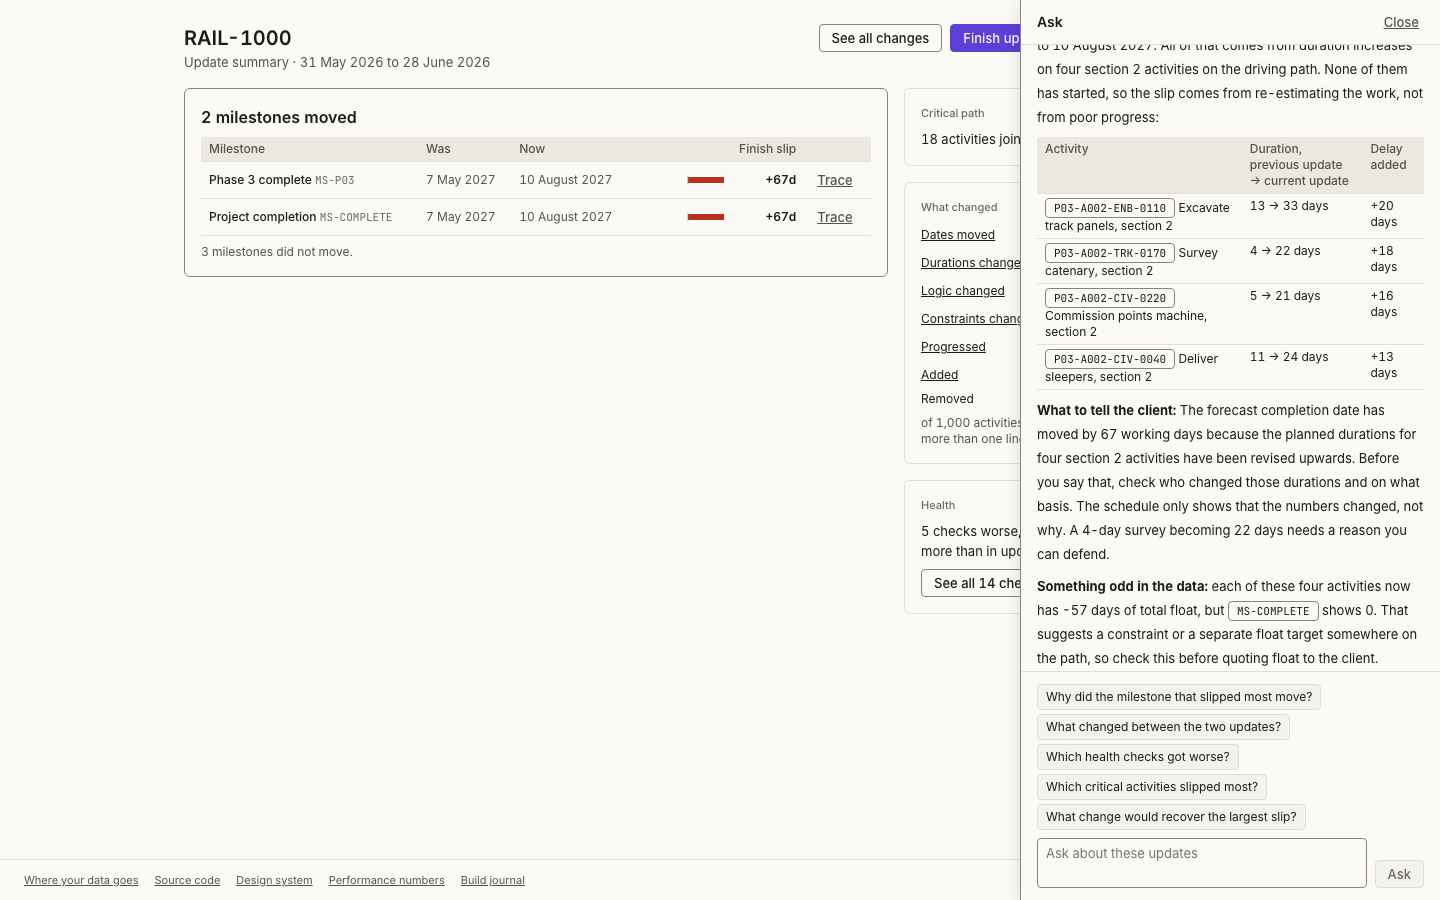 RAIL-1000
Update summary · 31 May 2026 to 28 June 2026
See all changes
Finish up
2 milestones moved
Milestone Was Now Finish slip
Phase 3 complete MS-P03 7 May 2027 10 August 2027 +67d Trace
Project completion MS-COMPLETE 7 May 2027 10 August 2027 +67d Trace
3 milestones did not move.
Critical path
18 activities join
What changed
Dates moved
Durations change
Logic changed
Constraints chang
Progressed
Added
Removed
of 1,000 activities
more than one lin
Health
5 checks worse,
more than in upd
See all 14 che
Where your data goes Source code Design system Performance numbers Build journal
Ask
Close
to 10 August 2027. All of that comes from duration increases
on four section 2 activities on the driving path. None of them
has started, so the slip comes from re-estimating the work, not
from poor progress:
Activity
Duration,
previous update
→ current update
Delay
added
P03-A002-ENB-0110 Excavate
track panels, section 2
13 → 33 days
+20
days
P03-A002-TRK-0170 Survey
catenary, section 2
4 → 22 days
+18
days
P03-A002-CIV-0220
Commission points machine,
section 2
5 → 21 days
+16
days
P03-A002-CIV-0040 Deliver
sleepers, section 2
11 → 24 days
+13
days
What to tell the client: The forecast completion date has
moved by 67 working days because the planned durations for
four section 2 activities have been revised upwards. Before
you say that, check who changed those durations and on what
basis. The schedule only shows that the numbers changed, not
why. A 4-day survey becoming 22 days needs a reason you
can defend.
Something odd in the data: each of these four activities now
has -57 days of total float, but MS-COMPLETE shows 0. That
suggests a constraint or a separate float target somewhere on
the path, so check this before quoting float to the client.
Why did the milestone that slipped most move?
What changed between the two updates?
Which health checks got worse?
Which critical activities slipped most?
What change would recover the largest slip?
Ask about these updates
Ask